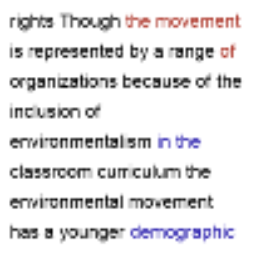 rights Though the movement
is represented by a range of
organizations because of the
inclusion of
environmentalism in the
classroom curriculum the
environmental movement
has a younger demographic